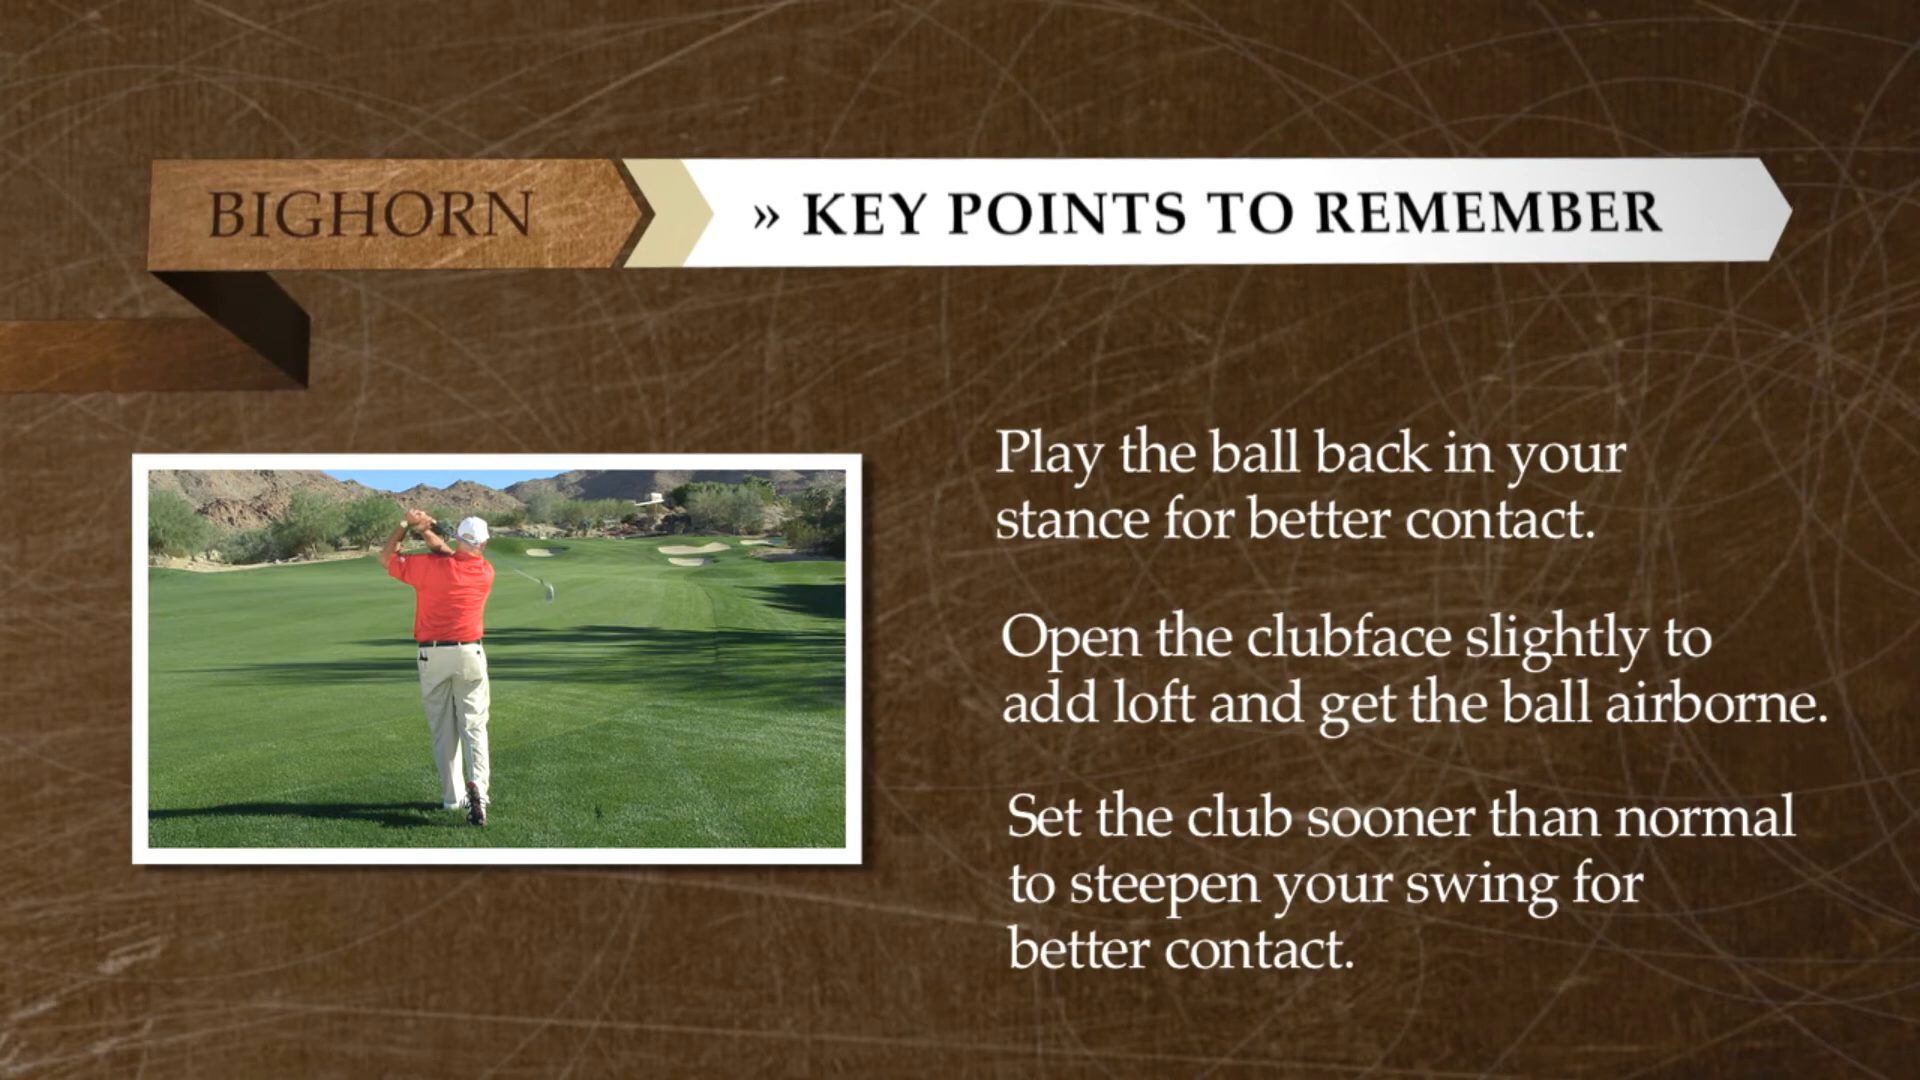 BIGHORN » KEY POINTS TO REMEMBER
Play the ball back in your
stance for better contact.
Open the clubface slightly to
add loft and get the ball airborne.
Set the club sooner than normal
to steepen your swing for
better contact.